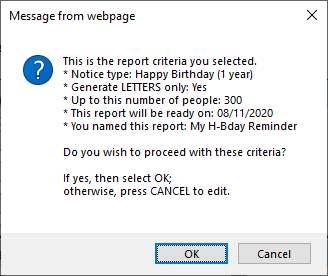 Message from webpage
This is the report criteria you selected.
* Notice type: Happy Birthday (1 year)
* Generate LETTERS only: Yes
* Up to this number of people: 300
* This report will be ready on: 08/11/2020
* You named this report: My H-Bday Reminder
Do you wish to proceed with these criteria?
If yes, then select OK;
otherwise, press CANCEL to edit.
OK
Cancel